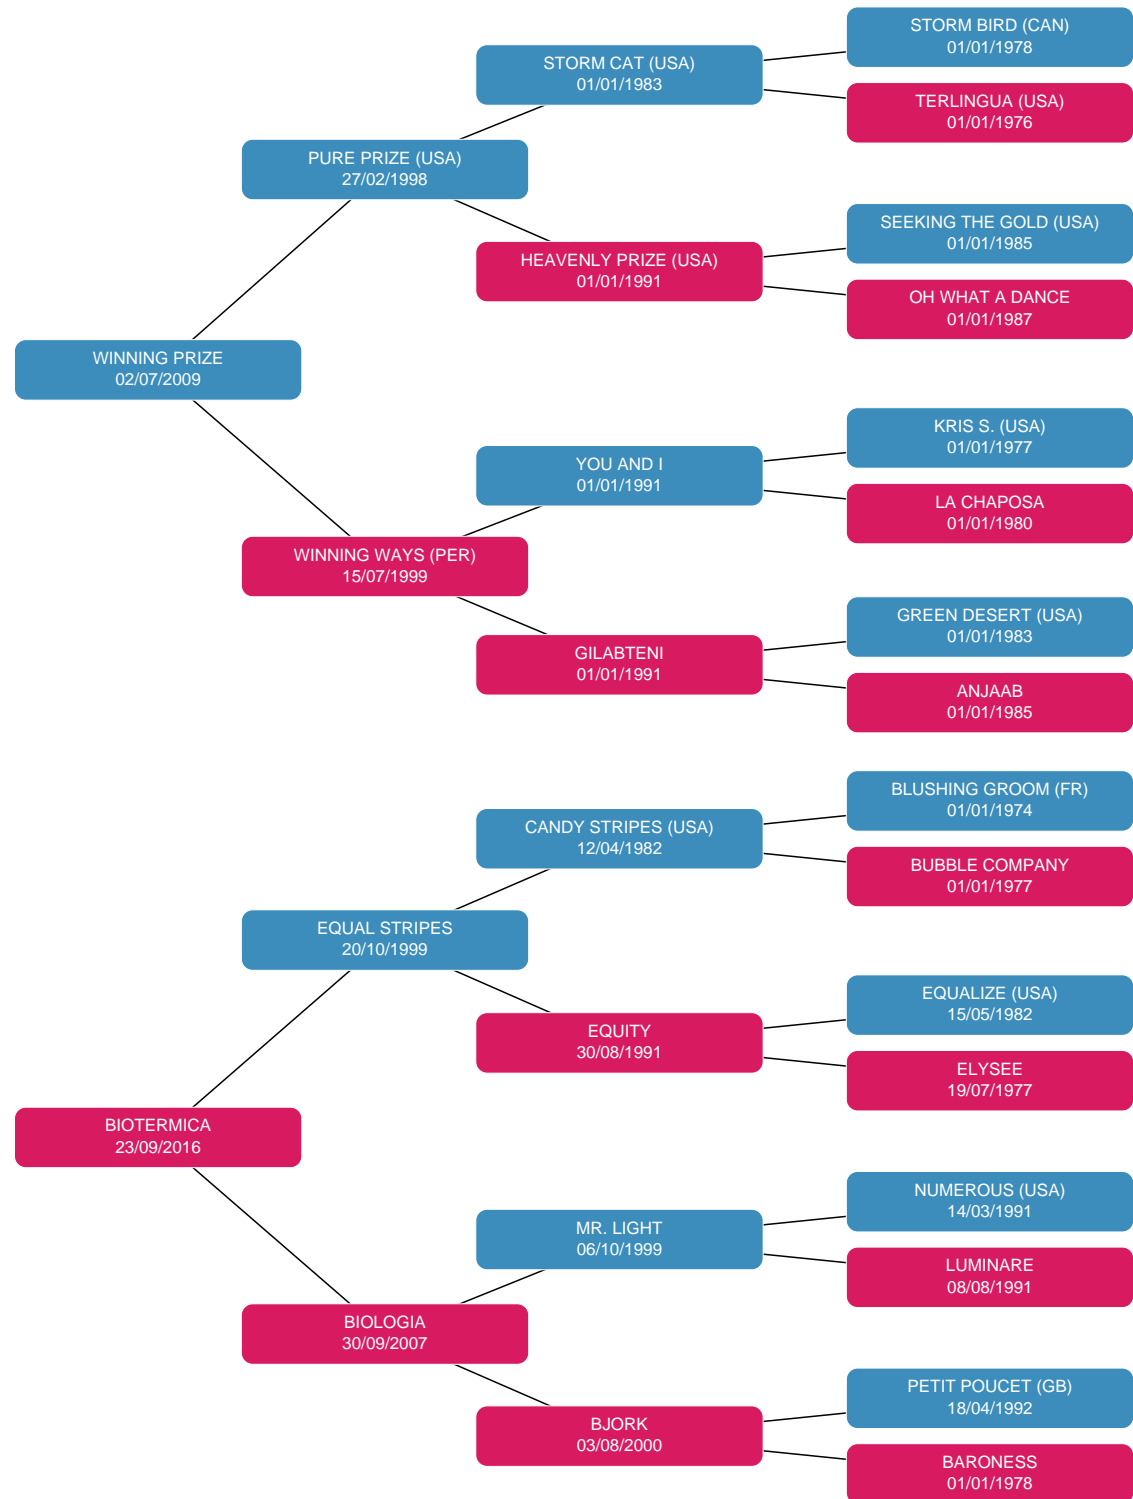 STORM BIRD (CAN)
01/01/1978
STORM CAT (USA)
01/01/1983
TERLINGUA (USA)
01/01/1976
PURE PRIZE (USA)
27/02/1998
SEEKING THE GOLD (USA)
01/01/1985
HEAVENLY PRIZE (USA)
01/01/1991
OH WHAT A DANCE
01/01/1987
WINNING PRIZE
02/07/2009
KRIS S. (USA)
01/01/1977
YOU AND I
01/01/1991
LA CHAPOSA
01/01/1980
WINNING WAYS (PER)
15/07/1999
GREEN DESERT (USA)
01/01/1983
GILABTENI
01/01/1991
ANJAAB
01/01/1985
BLUSHING GROOM (FR)
01/01/1974
CANDY STRIPES (USA)
12/04/1982
BUBBLE COMPANY
01/01/1977
EQUAL STRIPES
20/10/1999
EQUALIZE (USA)
15/05/1982
EQUITY
30/08/1991
ELYSEE
19/07/1977
BIOTERMICA
23/09/2016
NUMEROUS (USA)
14/03/1991
MR. LIGHT
06/10/1999
LUMINARE
08/08/1991
BIOLOGIA
30/09/2007
PETIT POUCET (GB)
18/04/1992
BJORK
03/08/2000
BARONESS
01/01/1978